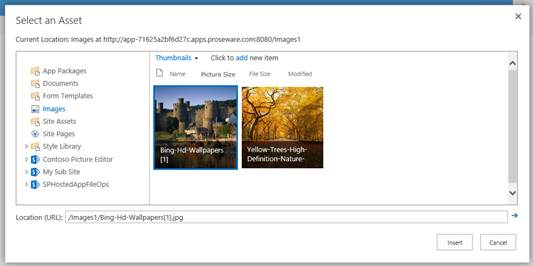 Select an Asset
Current Location: Images at http://app-71625a2bf6d27c.apps.proseware.com:8080/Images1
App Packages
Documents
Form Templates
Images
Site Assets
Site Pages
Style Library
Contoso Picture Editor
My Sub Site
SPHostedAppFileOps
Thumbnails
Click to add new item
Name Picture Size File Size Modified
Bing-Hd-Wallpapers
[1]
Yellow-Trees-High-
Definition-Nature-
Location (URL): /Images1/Bing-Hd-Wallpapers[1].jpg
Insert Cancel